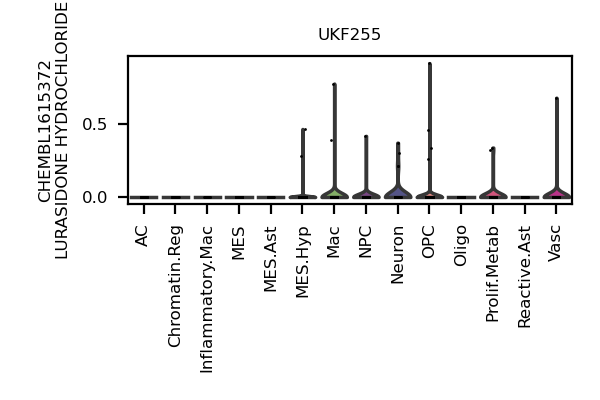 UKF255
CHEMBL1615372
LURASIDONE HYDROCHLORIDE
0.5
0.0
AC
Chromatin.Reg
Inflammatory.Mac
MES
MES.Ast
MES.Hyp
Mac
NPC
Neuron
OPC
Oligo
Prolif.Metab
Reactive.Ast
Vasc